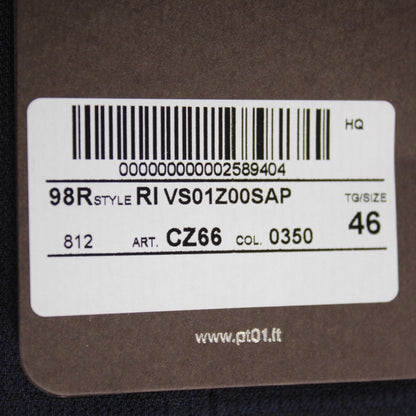 HQ
000000000002589404
98R STYLE RI VS01Z00SAP TG/SIZE
812 ART. CZ66 COL. 0350 46
www.pt01.it